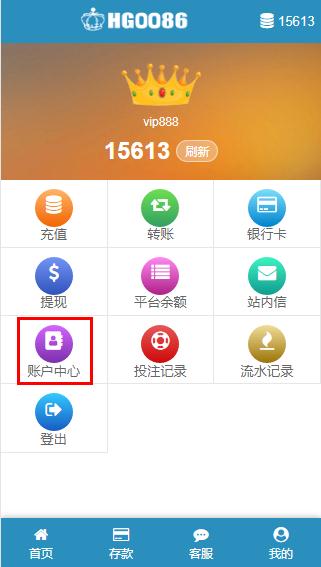 HGOO86
15613
vip888
15613 刷新
充值 转账 银行卡
提现 平台余额 站内信
账户中心 投注记录 流水记录
登出
首页 存款 客服 我的